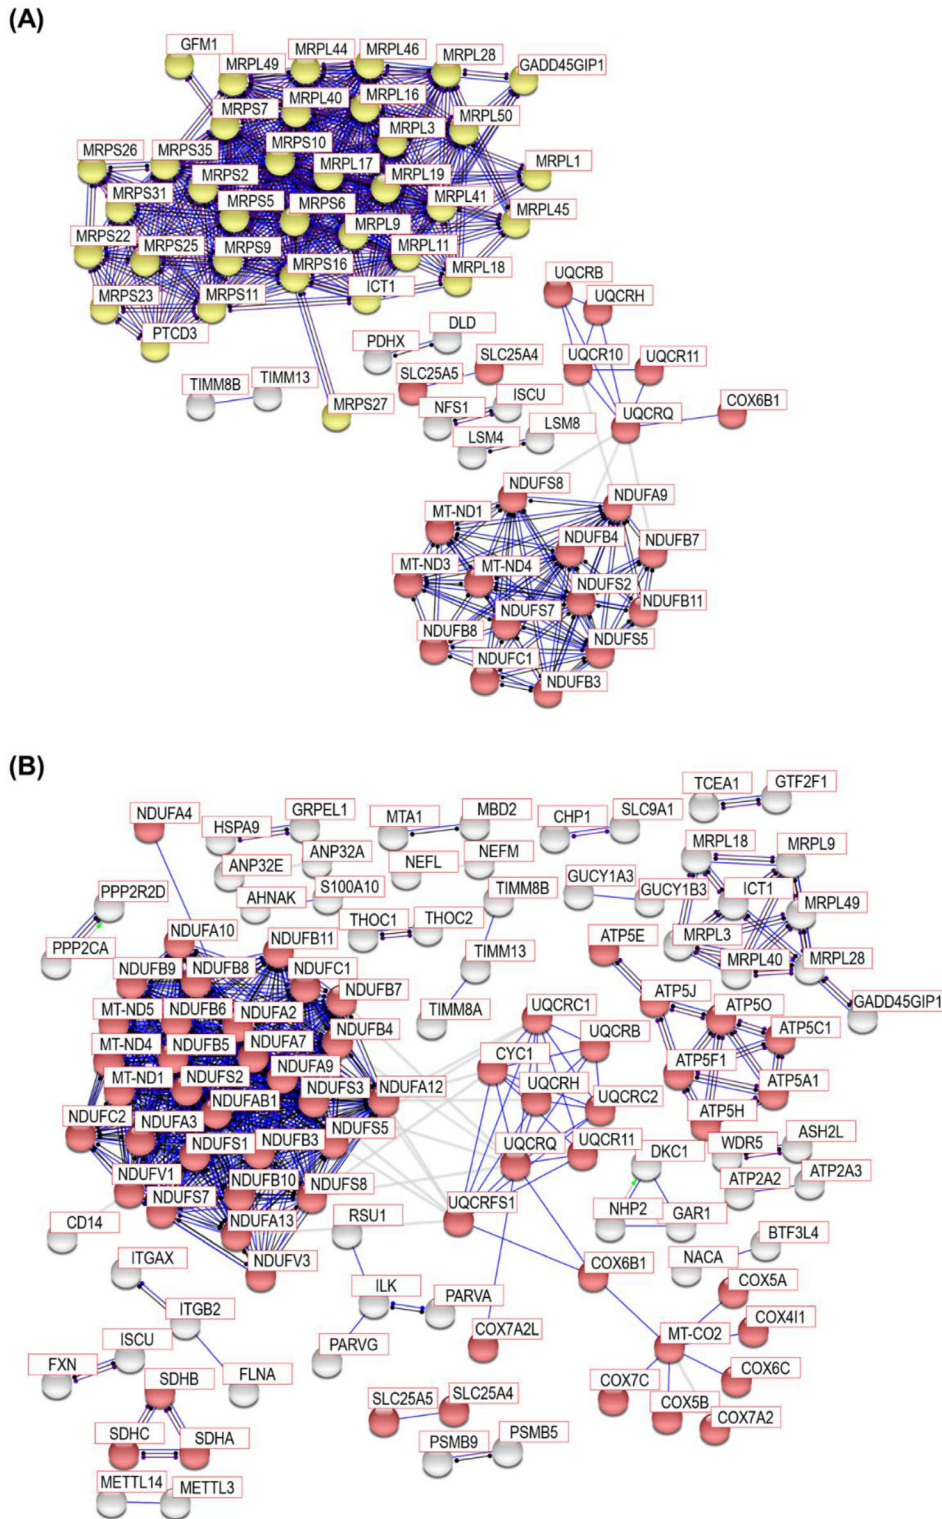 (A)
GFM1
MRPL49
MRPL44
MRPL46
MRPL28
GADD45GIP1
MRPS7
MRPL40
MRPL16
MRPL50
MRPS26
MRPS35
MRPS10
MRPL3
MRPL1
MRPS31
MRPS2
MRPL17
MRPL19
MRPL41
MRPL45
MRPS22
MRPS25
MRPS5
MRPS6
MRPL9
MRPL11
MRPL18
MRPS23
MRPS11
MRPS9
MRPS16
ICT1
PTCD3
MRPS27
TIMM8B
TIMM13
PDHX
DLD
SLC25A5
SLC25A4
NFS1
ISCU
LSM4
LSM8
UQCRB
UQCRH
UQCR10
UQCR11
UQCRQ
COX6B1
NDUFS8
NDUFA9
MT-ND1
NDUFB4
NDUFB7
MT-ND3
MT-ND4
NDUFS2
NDUFB11
NDUFB8
NDUFS7
NDUFS5
NDUFC1
NDUFB3
(B)
NDUFA4
HSPA9
GRPEL1
MTA1
MBD2
CHP1
SLC9A1
TCEA1
GTF2F1
ANP32E
ANP32A
NEFL
NEFM
MRPL18
MRPL9
PPP2R2D
AHNAK
S100A10
TIMM8B
GUCY1A3
GUCY1B3
ICT1
MRPL49
PPP2CA
THOC1
THOC2
TIMM13
TIMM8A
MRPL3
MRPL40
MRPL28
GADD45GIP1
NDUFA10
NDUFB11
NDUFB9
NDUFB8
NDUFC1
NDUFB7
MT-ND5
NDUFB6
NDUFA2
NDUFB4
MT-ND4
NDUFB5
NDUFA7
NDUFA9
MT-ND1
NDUFS2
NDUFS3
NDUFA12
NDUFC2
NDUFA3
NDUFAB1
NDUFS5
NDUFS1
NDUFB3
NDUFV1
NDUFS7
NDUFB10
NDUFS8
NDUFA13
NDUFV3
CD14
ATP5E
ATP5J
ATP5O
ATP5C1
ATP5F1
ATP5A1
ATP5H
UQCRC1
UQCRB
CYC1
UQCRH
UQCRC2
UQCRQ
UQCR11
UQCRFS1
WDR5
ASH2L
DKC1
ATP2A2
ATP2A3
NHP2
GAR1
NACA
BTF3L4
RSU1
COX6B1
ITGAX
ILK
PARVA
COX7A2L
COX5A
ITGB2
MT-CO2
COX4I1
ISCU
PARVG
FXN
FLNA
COX7C
COX6C
COX5B
COX7A2
SDHB
SDHC
SDHA
SLC25A5
SLC25A4
PSMB9
PSMB5
METTL14
METTL3